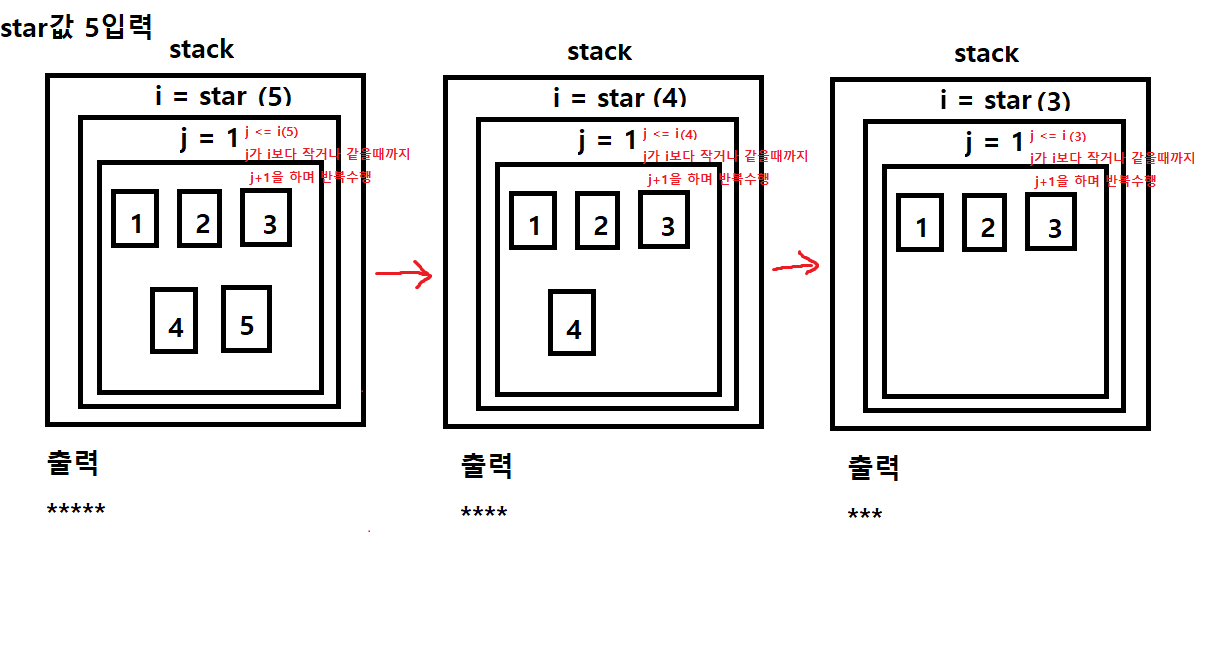 star값 5입력
stack
i = star (5)
j = 1
j <= i(5)
j가 i보다 작거나 같을때까지
j+1을 하며 반복수행
1 2 3
4 5
출력
*****
stack
i = star (4)
j = 1
j <= i(4)
j가 i보다 작거나 같을때까지
j+1을 하며 반복수행
1 2 3
4
출력
****
stack
i = star (3)
j = 1
j <= i (3)
j가 i보다 작거나 같을때까지
j+1을 하며 반복수행
1 2 3
출력
***